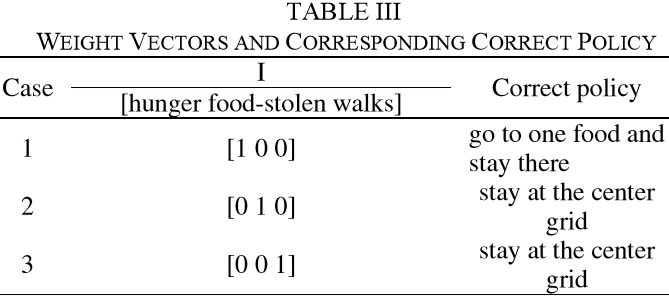 TABLE III
WEIGHT VECTORS AND CORRESPONDING CORRECT POLICY
Case
I
[hunger food-stolen walks]
Correct policy
1
[1 0 0]
go to one food and
stay there
2
[0 1 0]
stay at the center
grid
3
[0 0 1]
stay at the center
grid